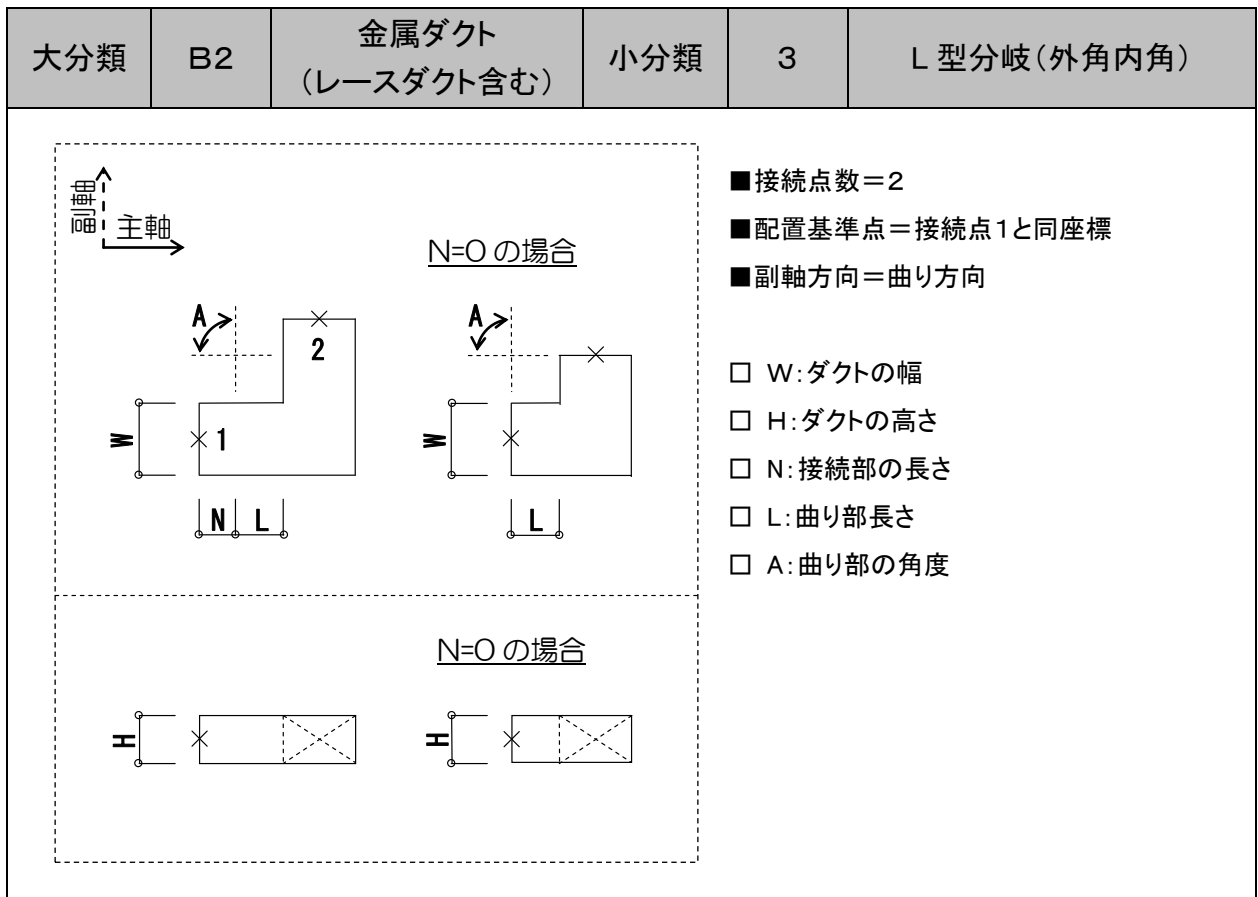 大分類
B2
金属ダクト
(レースダクト含む)
小分類
3
L型分岐(外角内角)
副軸
主軸
N=0 の場合
A
2
W
1
N
L
A
W
L
■接続点数=2
■配置基準点=接続点1と同座標
■副軸方向=曲り方向
□ W:ダクトの幅
□ H:ダクトの高さ
□ N:接続部の長さ
□ L:曲り部長さ
□ A:曲り部の角度
N=0 の場合
H
H